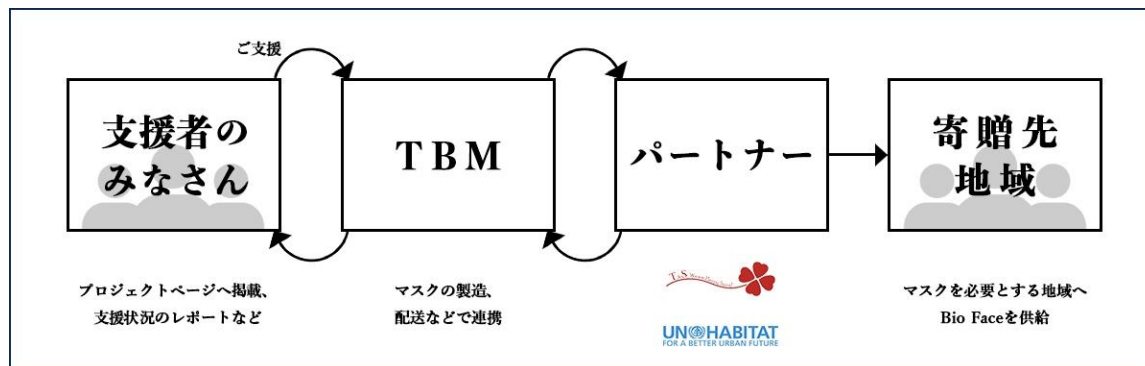 ご支援
支援者の
みなさん
TBM
パートナー
寄贈先
地域
プロジェクトページへ掲載、
支援状況のレポートなど
マスクの製造、
配送などで連携
UN HABITAT
FOR A BETTER URBAN FUTURE
マスクを必要とする地域へ
Bio Faceを供給